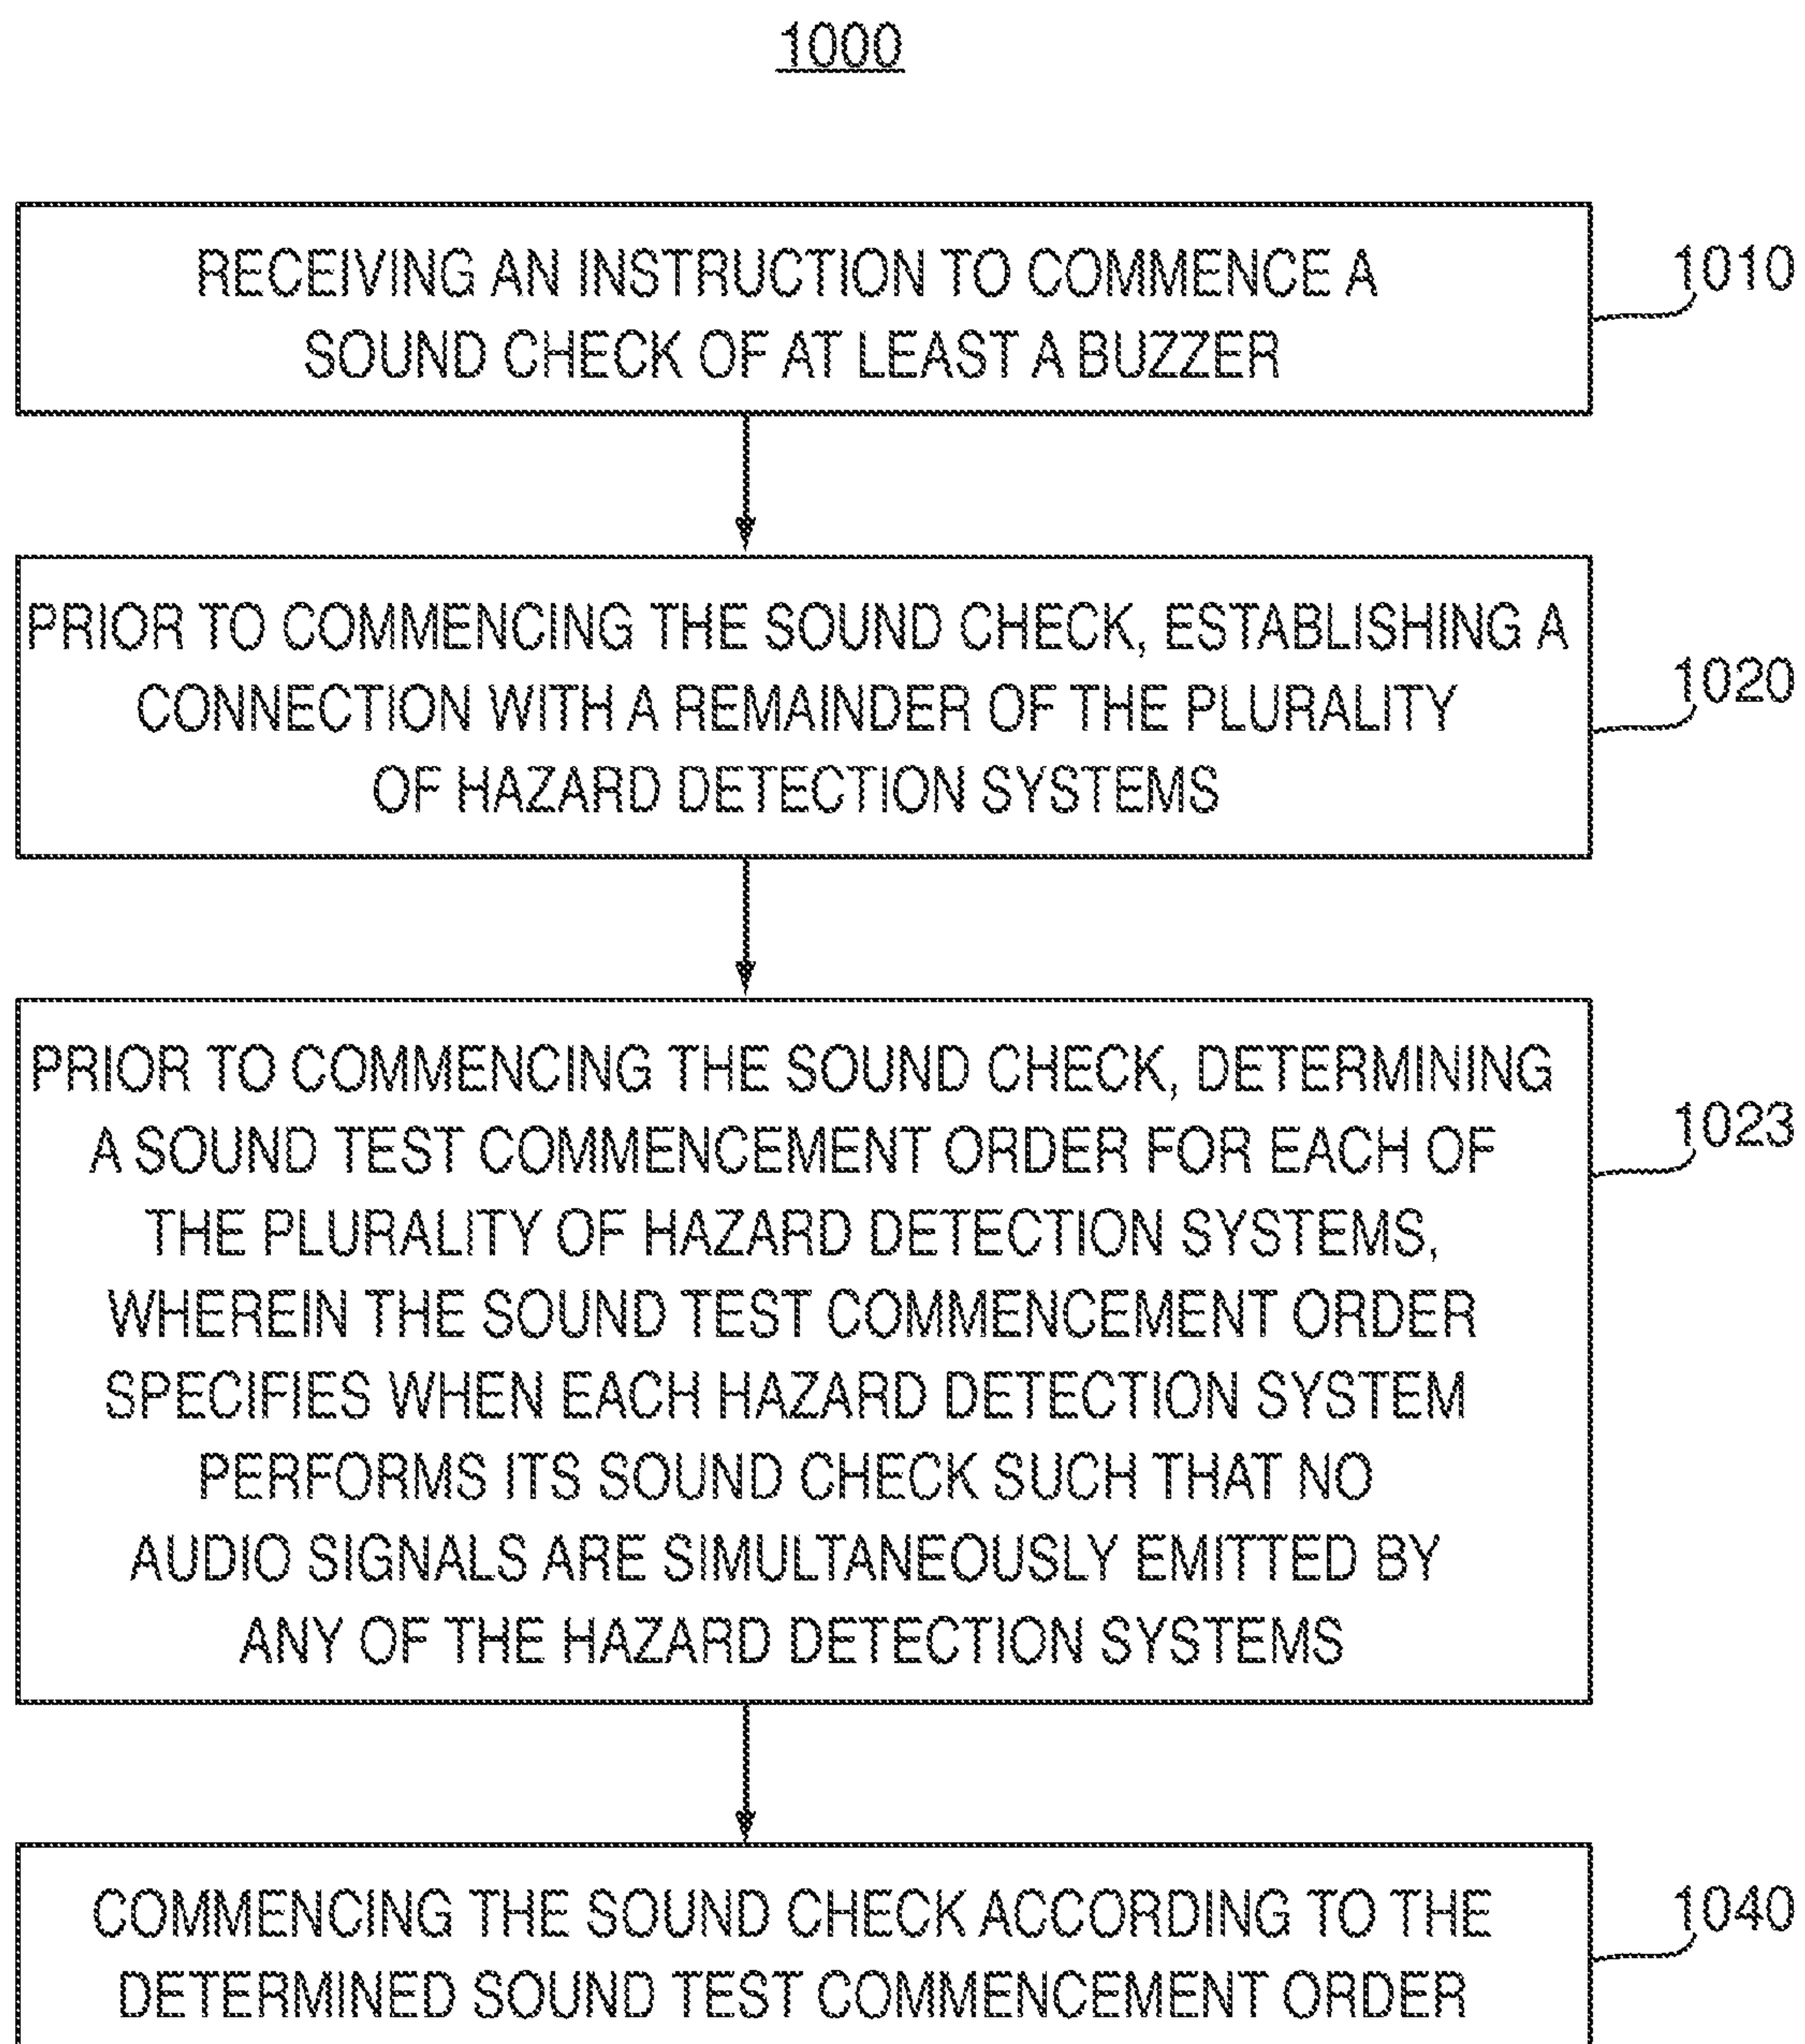 1000
RECEIVING AN INSTRUCTION TO COMMENCE A
SOUND CHECK OF AT LEAST A BUZZER
1010
PRIOR TO COMMENCING THE SOUND CHECK, ESTABLISHING A
CONNECTION WITH A REMAINDER OF THE PLURALITY
OF HAZARD DETECTION SYSTEMS
1020
PRIOR TO COMMENCING THE SOUND CHECK, DETERMINING
A SOUND TEST COMMENCEMENT ORDER FOR EACH OF
THE PLURALITY OF HAZARD DETECTION SYSTEMS,
WHEREIN THE SOUND TEST COMMENCEMENT ORDER
SPECIFIES WHEN EACH HAZARD DETECTION SYSTEM
PERFORMS ITS SOUND CHECK SUCH THAT NO
AUDIO SIGNALS ARE SIMULTANEOUSLY EMITTED BY
ANY OF THE HAZARD DETECTION SYSTEMS
1023
COMMENCING THE SOUND CHECK ACCORDING TO THE
DETERMINED SOUND TEST COMMENCEMENT ORDER
1040